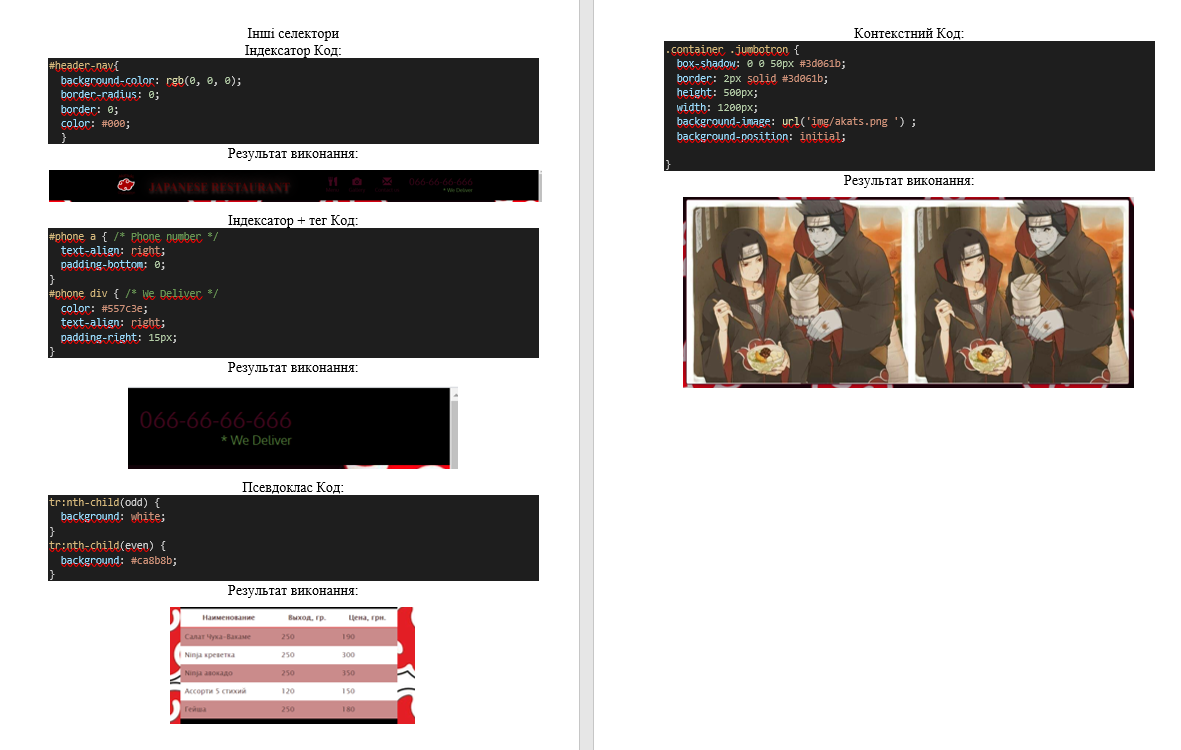 Інші селектори
Індексатор Код:
#header-nav{
background-color: rgb(0, 0, 0);
border-radius: 0;
border: 0;
color: #000;
}
Результат виконання:
JAPANESE RESTAURANT
066-66-66-666
* We Deliver
Індексатор + тег Код:
#phone a { /* Phone number */
text-align: right;
padding-bottom: 0;
}
#phone div { /* We Deliver */
color: #557c3e;
text-align: right;
padding-right: 15px;
}
Результат виконання:
066-66-66-666
* We Deliver
Псевдоклас Код:
tr:nth-child(odd) {
background: white;
}
tr:nth-child(even) {
background: #ca8b8b;
}
Результат виконання:
Наименование Выход, гр. Цена, грн.
Салат Чука-Вакаме 250 190
Ninja креветка 250 300
Ninja авокадо 250 350
Ассорти 5 стихий 120 150
Гейша 250 180
Контекстний Код:
.container .jumbotron {
box-shadow: 0 0 50px #3d061b;
border: 2px solid #3d061b;
height: 500px;
width: 1200px;
background-image: url('img/akats.png ') ;
background-position: initial;
}
Результат виконання: